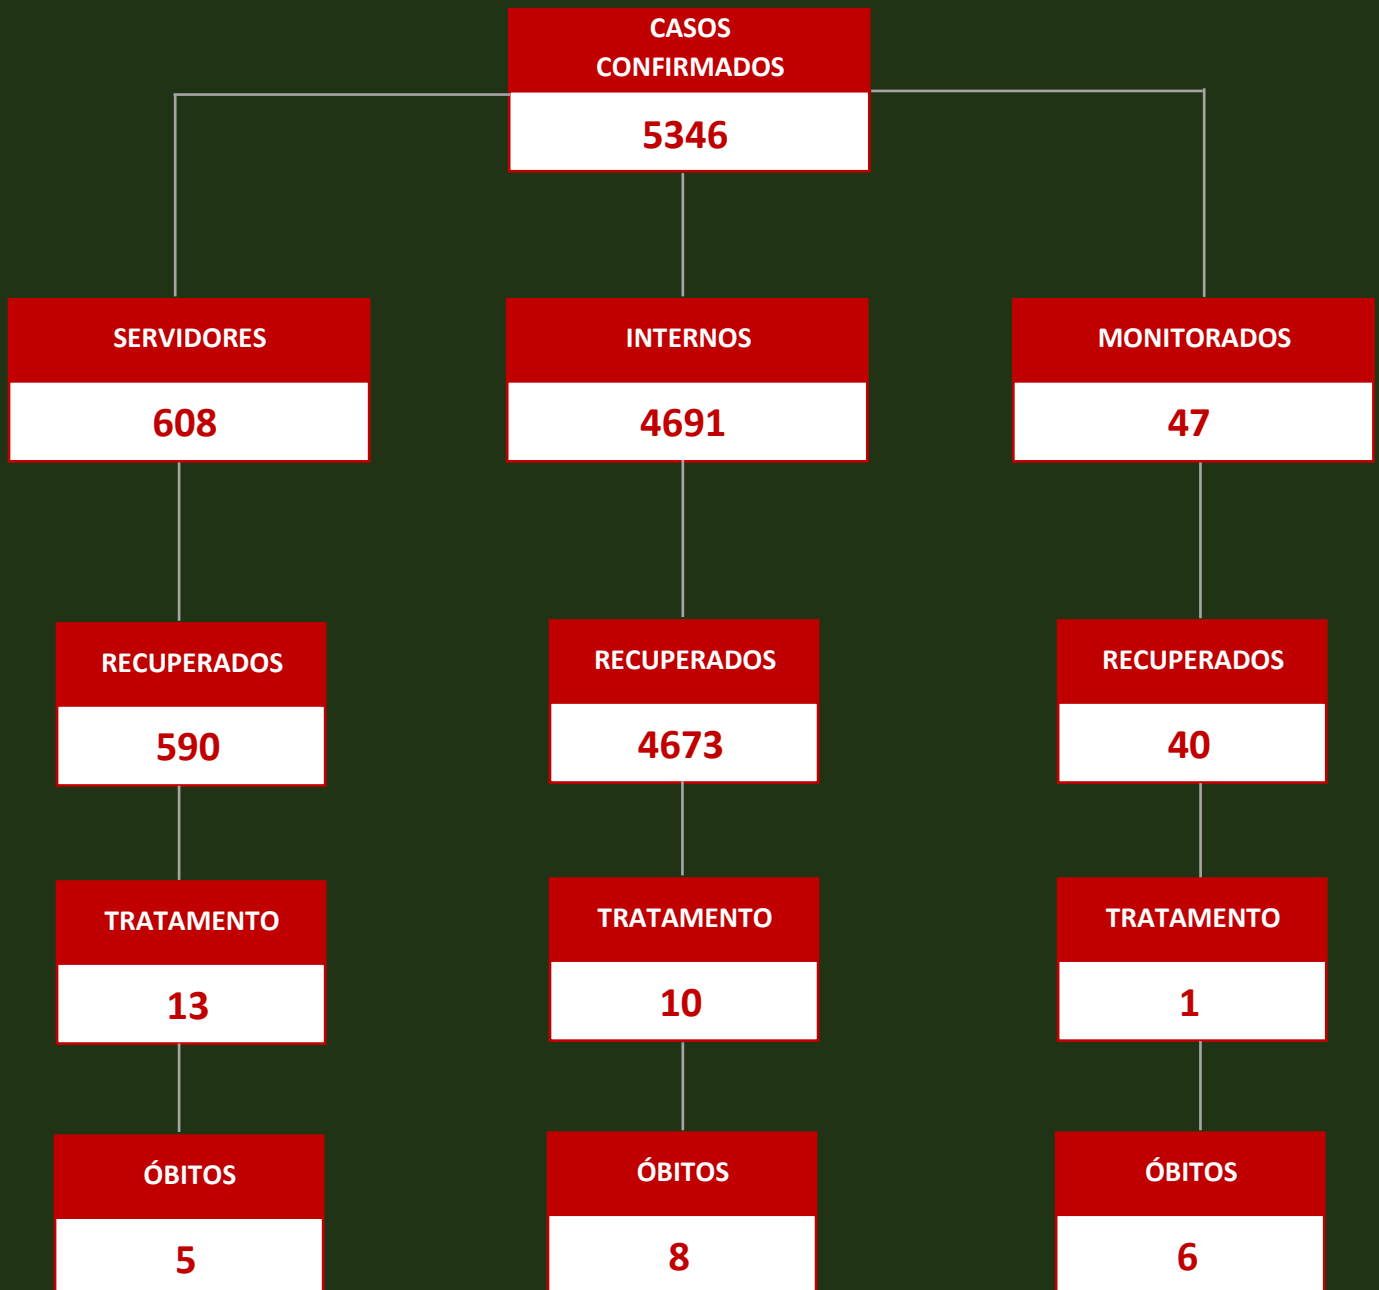 CASOS
CONFIRMADOS
5346
SERVIDORES
INTERNOS
MONITORADOS
608
4691
47
RECUPERADOS
RECUPERADOS
RECUPERADOS
590
4673
40
TRATAMENTO
TRATAMENTO
TRATAMENTO
13
10
1
ÓBITOS
ÓBITOS
ÓBITOS
5
8
6